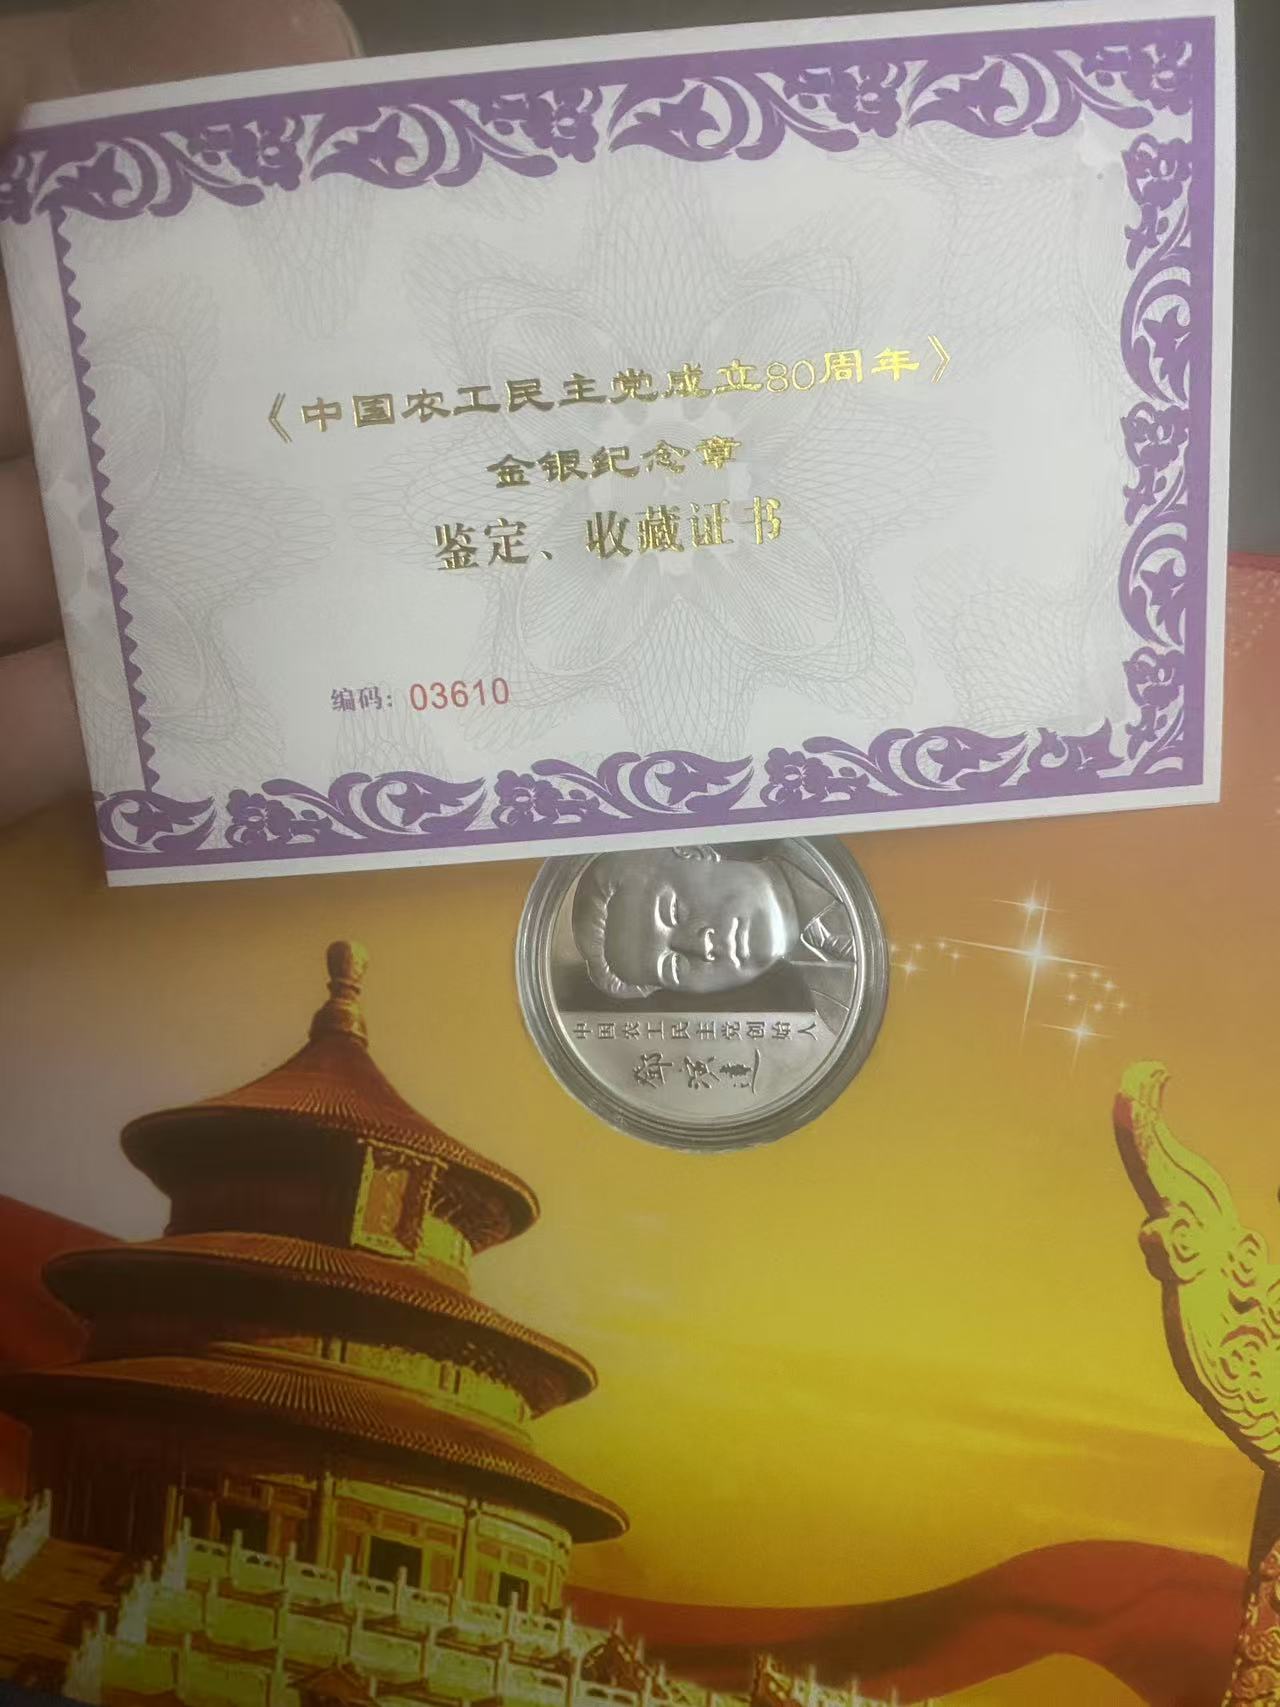 《中国农工民主党成立80周年》
金银纪念章
鉴定、收藏证书
编码：03610
中国农工民主党创始人
鄧演達